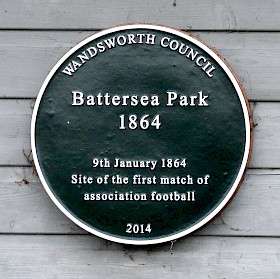 WANDSWORTH COUNCIL
Battersea Park
1864
9th January 1864
Site of the first match of
association football
2014